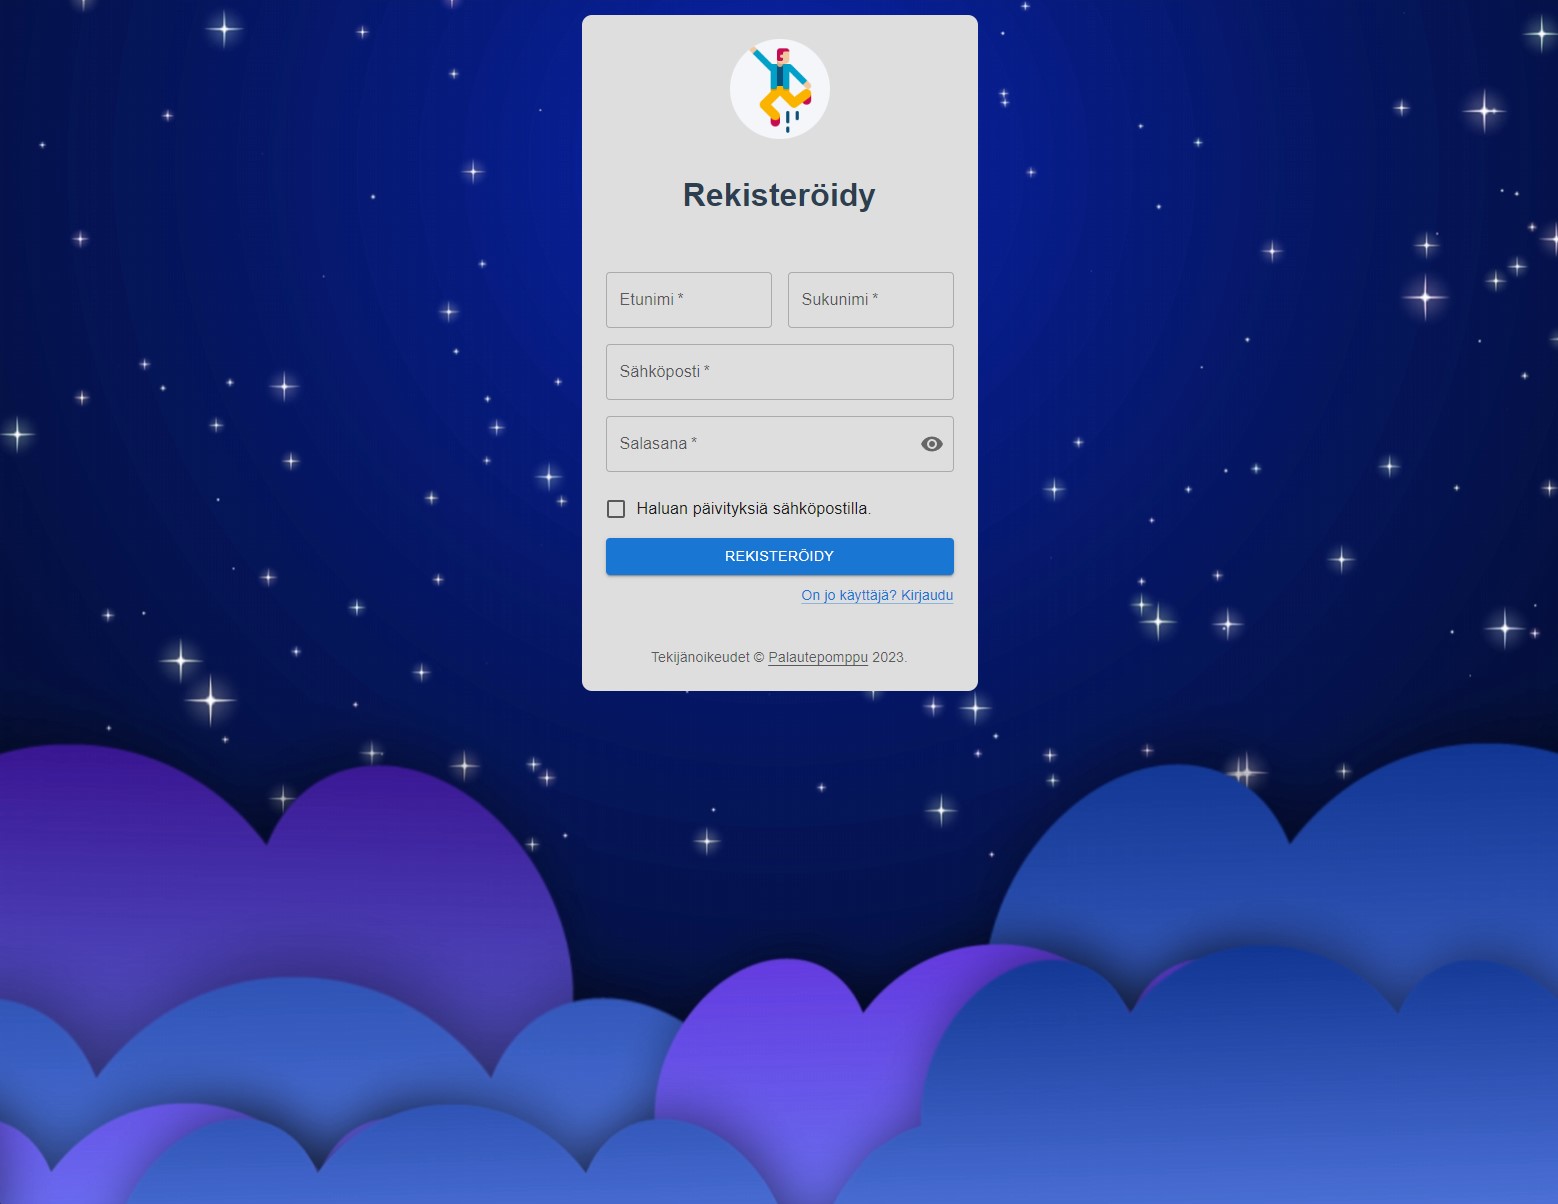 Rekisteröidy
Etunimi *
Sukunimi *
Sähköposti *
Salasana *
Haluan päivityksiä sähköpostilla.
REKISTERÖIDY
On jo käyttäjä? Kirjaudu
Tekijänoikeudet © Palautepomppu 2023.